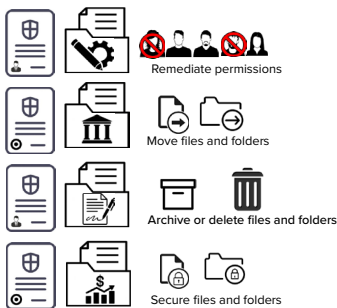 Remediate permissions
Move files and folders
Archive or delete files and folders
$
Secure files and folders